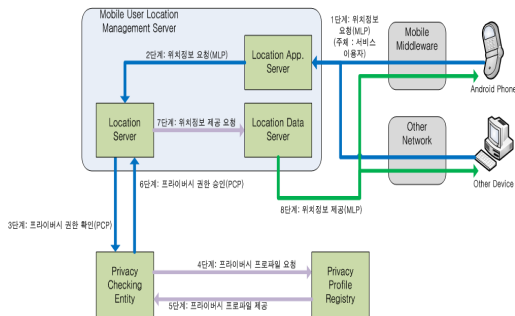 Mobile User Location
Management Server
1단계: 위치정보
요청(MLP)
(주체 : 서비스
이용자)
Mobile
Middleware
2단계: 위치정보 요청(MLP)
Location App.
Server
Android Phone
Location
Server
7단계: 위치정보 제공 요청
Location Data
Server
Other
Network
Other Device
6단계: 프라이버시 권한 승인(PCP)
8단계: 위치정보 제공(MLP)
3단계: 프라이버시 권한 확인(PCP)
Privacy
Checking
Entity
4단계: 프라이버시 프로파일 요청
5단계: 프라이버시 프로파일 제공
Privacy
Profile
Registry